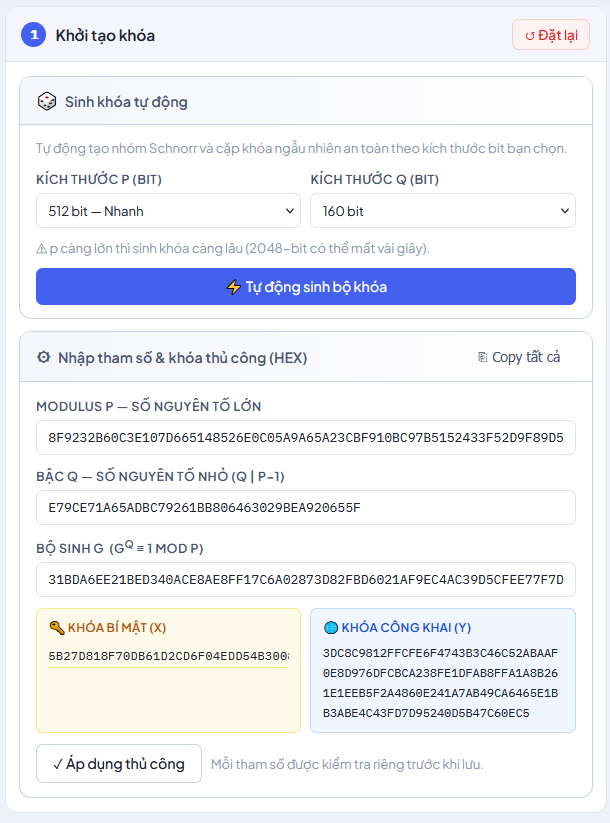 1 Khởi tạo khóa
↺ Đặt lại
Sinh khóa tự động
Tự động tạo nhóm Schnorr và cặp khóa ngẫu nhiên an toàn theo kích thước bit bạn chọn.
KÍCH THƯỚC P (BIT) KÍCH THƯỚC Q (BIT)
512 bit — Nhanh 160 bit
⚠ p càng lớn thì sinh khóa càng lâu (2048-bit có thể mất vài giây).
⚡ Tự động sinh bộ khóa
Nhập tham số & khóa thủ công (HEX) Copy tất cả
MODULUS P — SỐ NGUYÊN TỐ LỚN
8F9232B60C3E107D665148526E0C05A9A65A23CBF910BC97B5152433F52D9F89D5
BẬC Q — SỐ NGUYÊN TỐ NHỎ (Q | P-1)
E79CE71A65ADBC79261BB806463029BEA920655F
BỘ SINH G (G^Q ≡ 1 MOD P)
31BDA6EE21BED340ACE8AE8FF17C6A02873D82FBD6021AF9EC4AC39D5CFEE77F7D
KHÓA BÍ MẬT (X)
5B27D818F70DB61D2CD6F04EDD54B300
KHÓA CÔNG KHAI (Y)
3DC8C9812FFCFE6F4743B3C46C52ABAAF
0E8D976DFCBCA238FE1DFAB8FFA1A8B26
1E1EEB5F2A4860E241A7AB49CA6465E1B
B3ABE4C43FD7D95240D5B47C60EC5
✓ Áp dụng thủ công Mỗi tham số được kiểm tra riêng trước khi lưu.